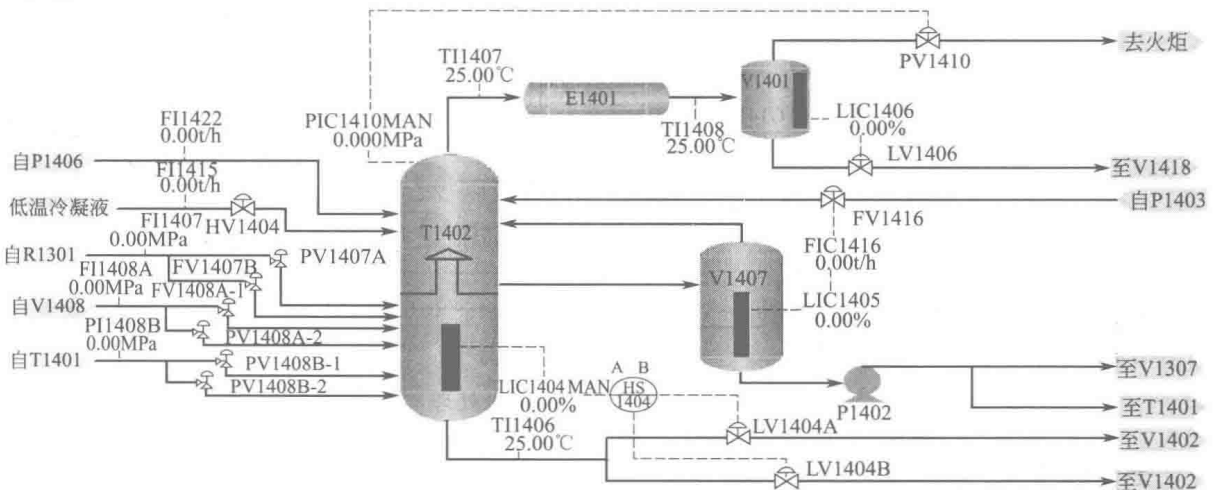 去火炬
PV1410
TI1407
25.00℃
E1401
V1401
LIC1406
0.00%
TI1408
25.00℃
LV1406
至V1418
PIC1410MAN
0.000MPa
FI1422
0.00t/h
自P1406
FI1415
0.00t/h
低温冷凝液
HV1404
FI1407
0.00MPa
自R1301
PV1407A
FV1407B
FI1408A
0.00MPa
FV1408A-1
自V1408
PV1408A-2
PI1408B
0.00MPa
自T1401
PV1408B-1
PV1408B-2
T1402
自P1403
FV1416
FIC1416
0.00t/h
V1407
LIC1405
0.00%
LIC1404 MAN
0.00%
A B
HS
1404
TI1406
25.00℃
P1402
至V1307
至T1401
LV1404A
至V1402
LV1404B
至V1402